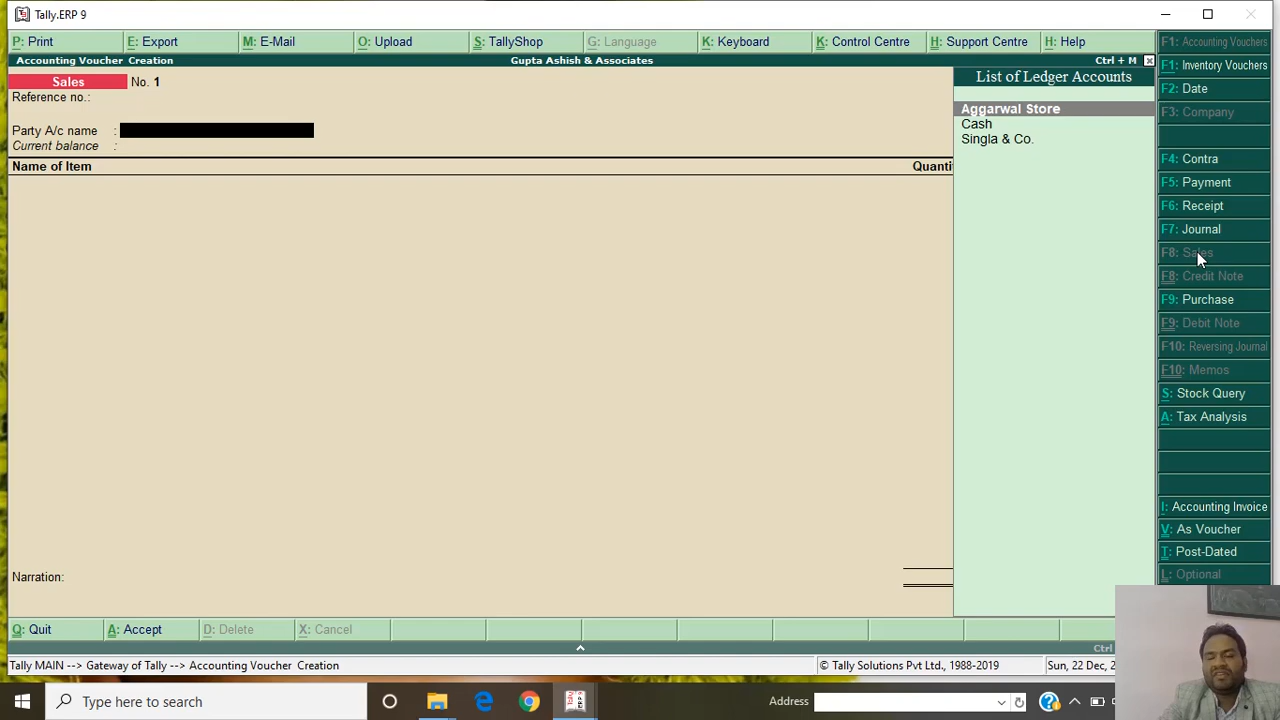 Tally.ERP 9
P: Print
E: Export
M: E-Mail
O: Upload
S: TallyShop
G: Language
K: Keyboard
K: Control Centre
H: Support Centre
H: Help
Accounting Voucher Creation
Gupta Ashish & Associates
Ctrl + M
Sales No. 1
Reference no.:
Party A/c name :
Current balance :
Name of Item
Quanti
Narration:
List of Ledger Accounts
Aggarwal Store
Cash
Singla & Co.
F1: Accounting Vouchers
F1: Inventory Vouchers
F2: Date
F3: Company
F4: Contra
F5: Payment
F6: Receipt
F7: Journal
F8: Sales
F8: Credit Note
F9: Purchase
F9: Debit Note
F10: Reversing Journal
F10: Memos
S: Stock Query
A: Tax Analysis
I: Accounting Invoice
V: As Voucher
T: Post-Dated
L: Optional
Q: Quit
A: Accept
D: Delete
X: Cancel
Ctrl
Tally MAIN --> Gateway of Tally --> Accounting Voucher Creation
© Tally Solutions Pvt Ltd., 1988-2019
Sun, 22 Dec, 2
Type here to search
Address